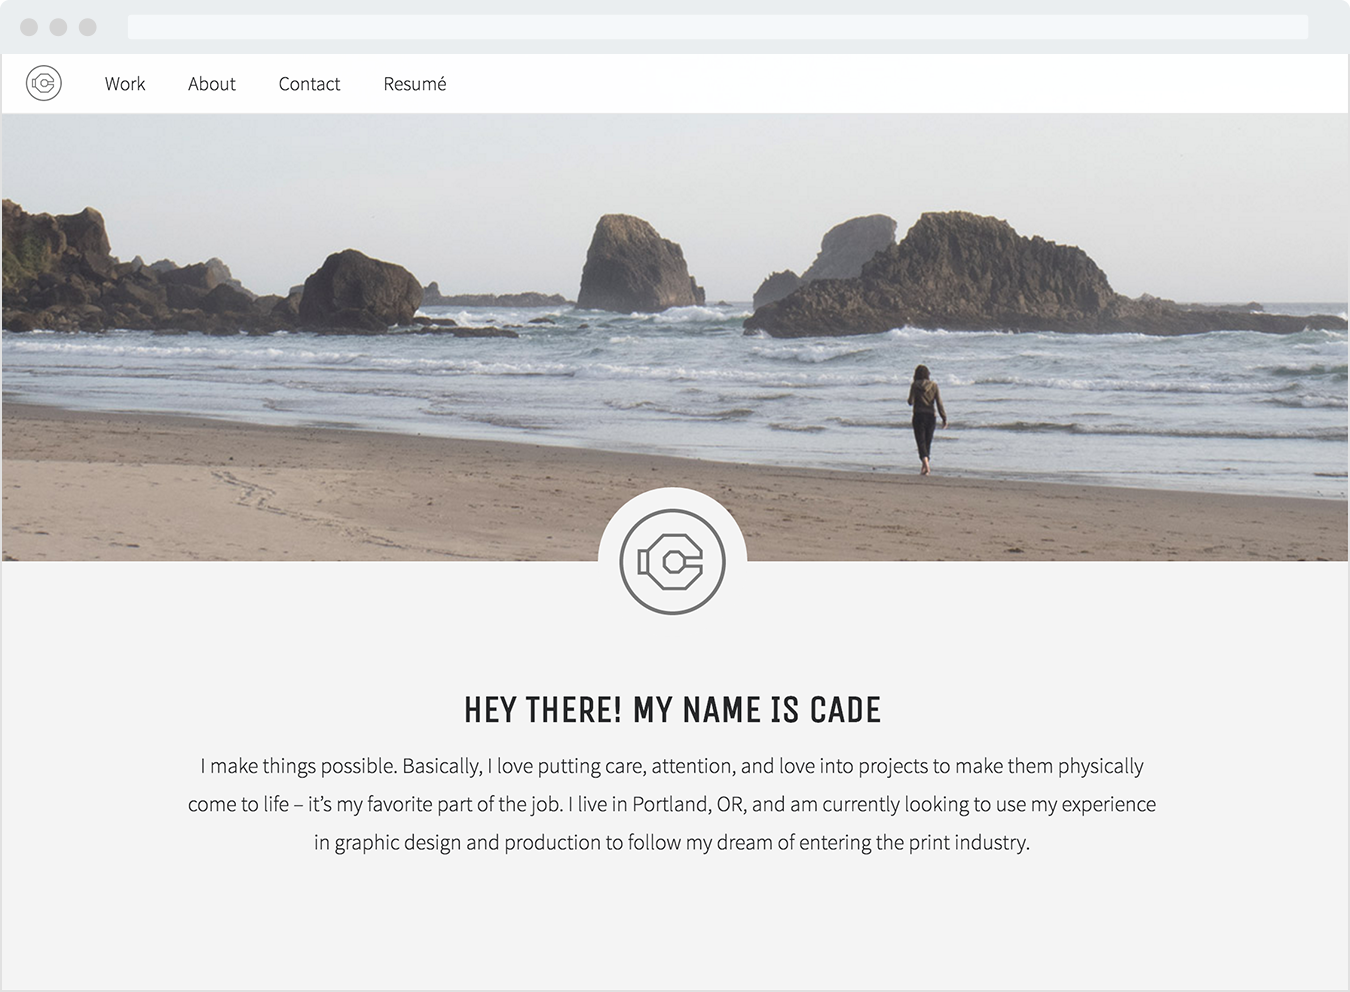 Work
About
Contact
Resumé
HEY THERE! MY NAME IS CADE
I make things possible. Basically, I love putting care, attention, and love into projects to make them physically
come to life – it’s my favorite part of the job. I live in Portland, OR, and am currently looking to use my experience
in graphic design and production to follow my dream of entering the print industry.